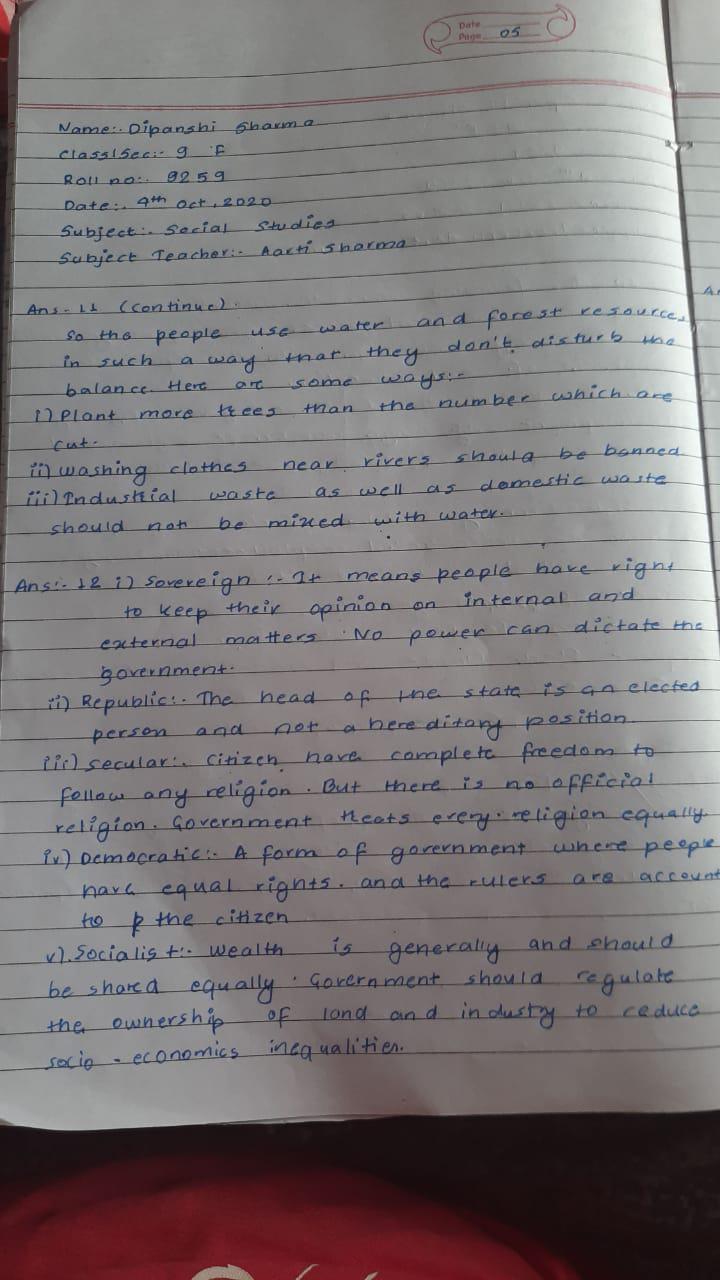 Date
Page 05
Name:- Dipanshi Sharma
Class/Sec:- 9 F
Roll no:- 9259
Date:- 9th Oct, 2020
Subject:- Social Studies
Subject Teacher:- Aarti Sharma
Ans- 11 (continue)
So the people use water and forest resources
in such a way that they don't disturb the
balance. Here are some ways:-
i) Plant more trees than the number which are
cut.
ii) washing clothes near rivers should be banned
iii) Industrial waste as well as domestic waste
should not be mixed with water.
Ans:- 12 i) Sovereign :- It means people have right
to keep their opinion on internal and
external matters. No power can dictate the
government.
ii) Republic:- The head of the state is an elected
person and not a hereditary position
iii) Secular:- Citizen have complete freedom to
follow any religion. But there is no official
religion. Government treats every religion equally
iv) Democratic:- A form of government where people
have equal rights. and the rulers are account
to the citizen
v). Socialist:- wealth is generally and should
be shared equally. Government should regulate
the ownership of land and industry to reduce
socio-economics inequalities.